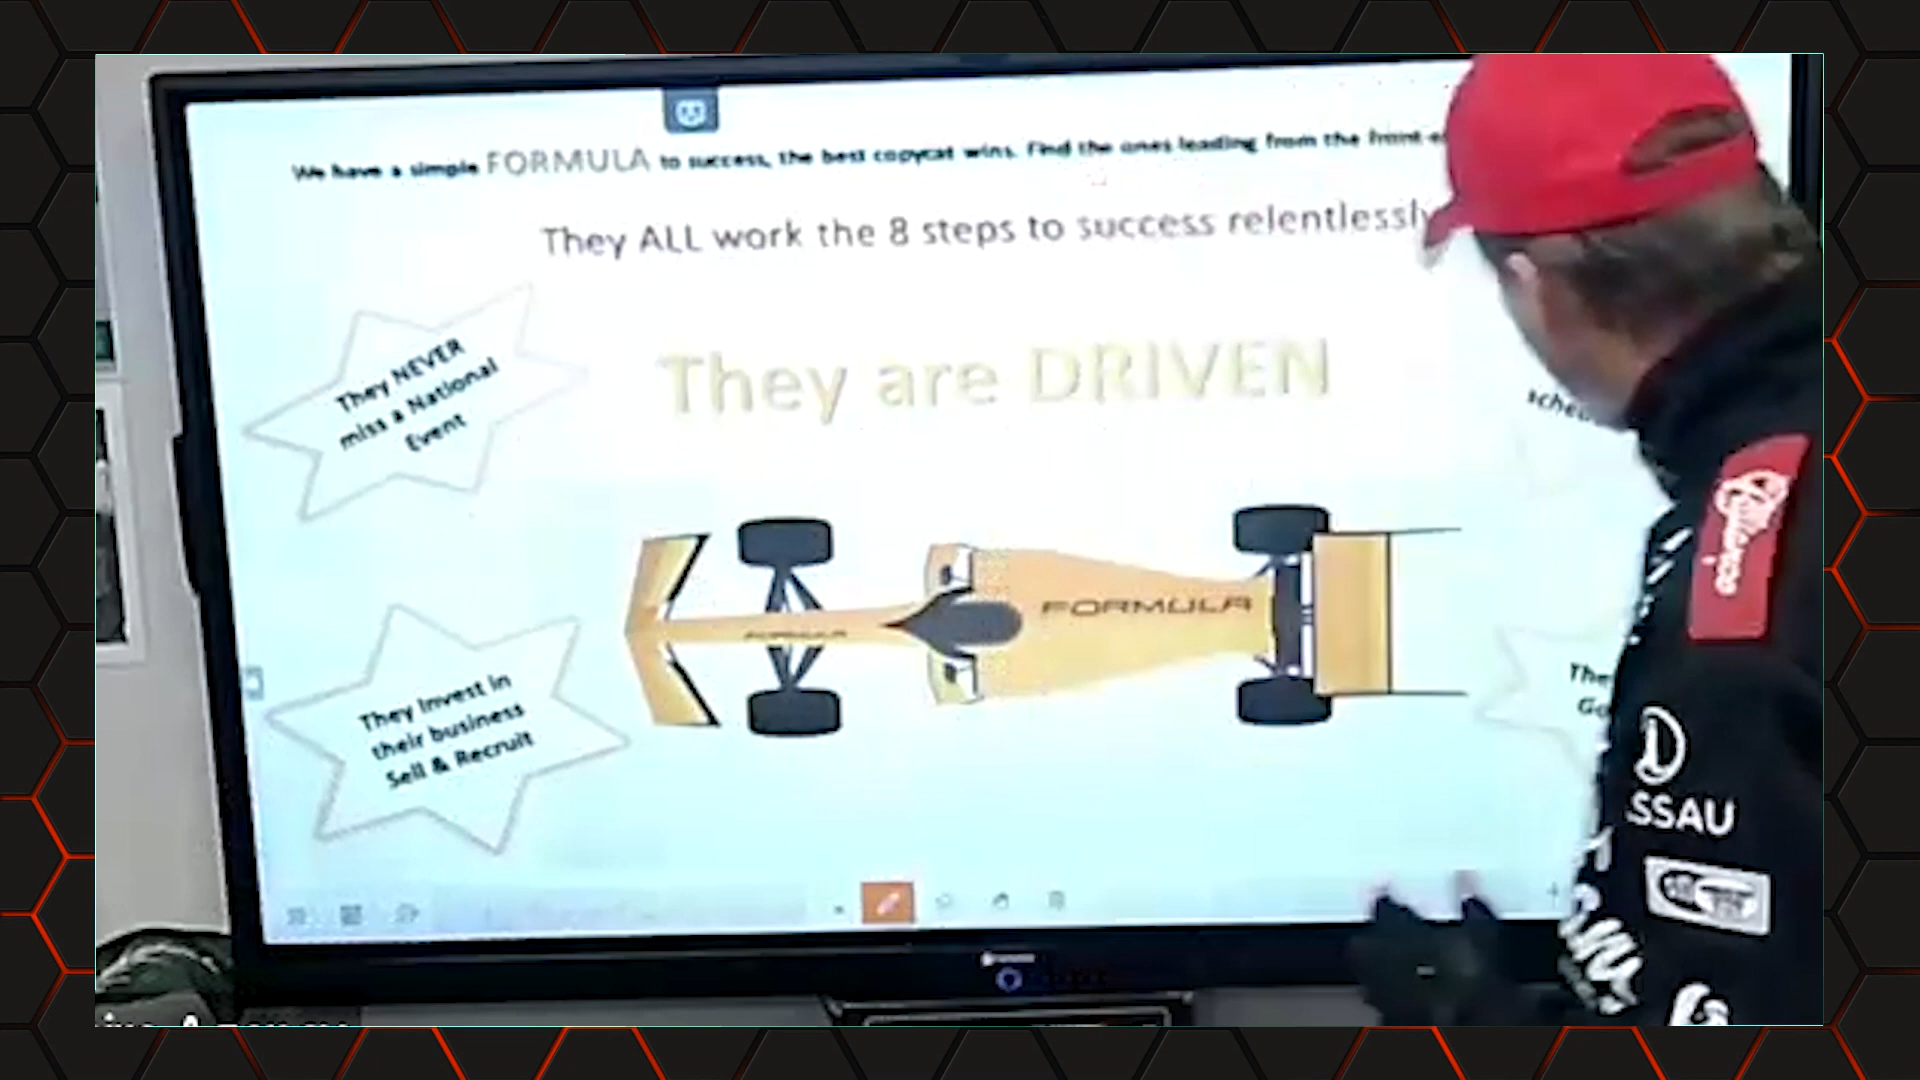 We have a simple FORMULA to success, the best copycat wins. Find the ones leading from the front
They ALL work the 8 steps to success relentlessly
They are DRIVEN
They NEVER
miss a National
Event
They invest in
their business
Sell & Recruit
FORMULA
FORMULA
SSAU